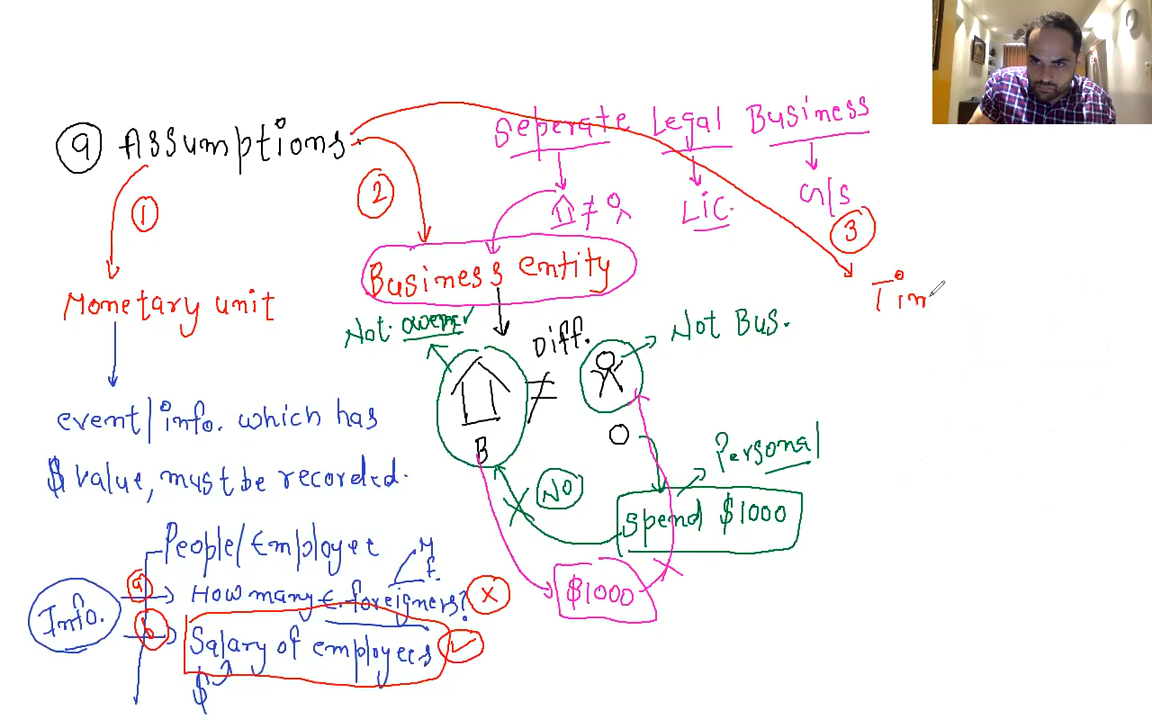 a Assumptions
Seperate Legal Business
1
2
≠
LiC.
3
Business entity
Monetary unit
Tim
Not owner
Diff.
Not Bus.
≠
event/info. which has
B
O
Personal
$ value, must be recorded.
NO
Spend $1000
People/Employee
M
F.
Info.
a
How many E. foreigners? X
$1000
b
Salary of employees ✓
$